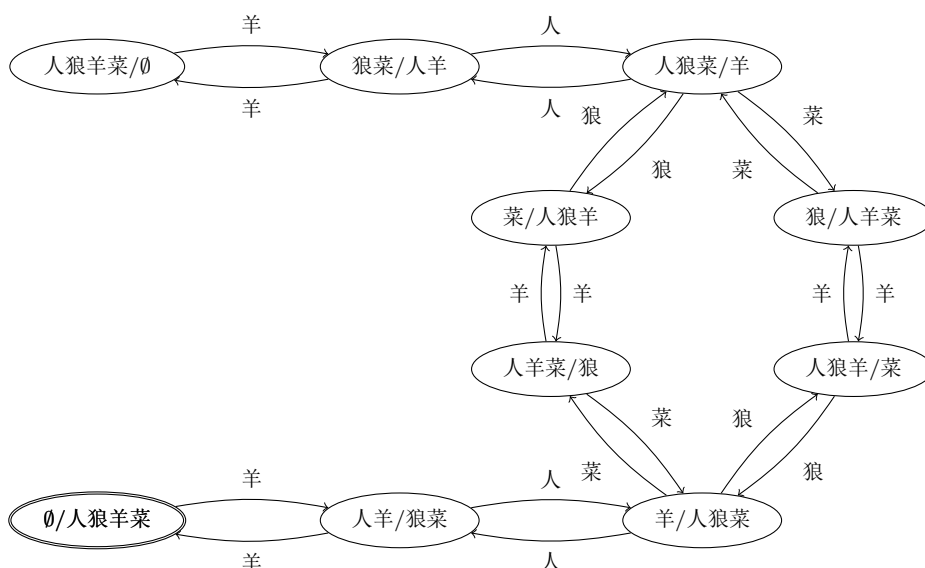 羊 人
人狼羊菜/∅ 狼菜/人羊 人狼菜/羊
羊 人
狼 菜
狼 菜
菜/人狼羊 狼/人羊菜
羊 羊 羊 羊
人羊菜/狼 人狼羊/菜
菜 狼
羊 人 菜 狼
∅/人狼羊菜 人羊/狼菜 羊/人狼菜
羊 人